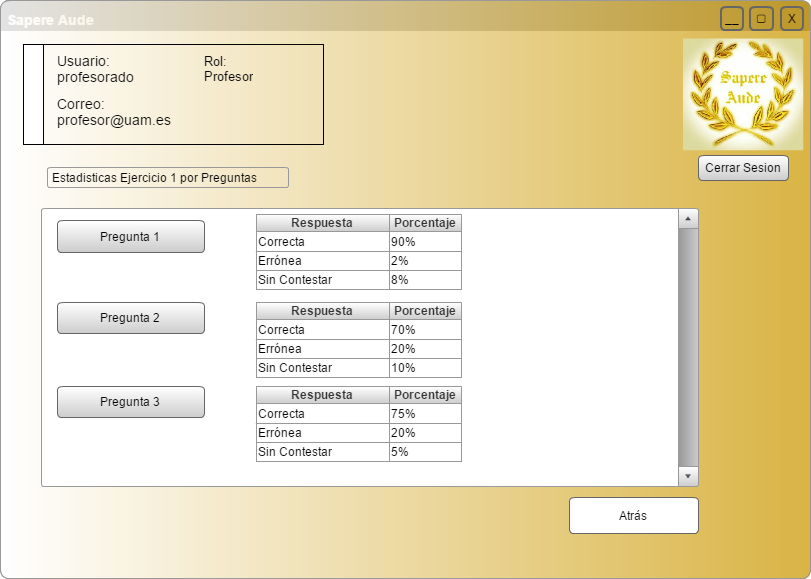 Sapere Aude
__ □ X
Usuario:
profesorado
Rol:
Profesor
Correo:
profesor@uam.es
Sapere
Aude
Cerrar Sesion
Estadisticas Ejercicio 1 por Preguntas
Pregunta 1
Respuesta Porcentaje
Correcta 90%
Errónea 2%
Sin Contestar 8%
Pregunta 2
Respuesta Porcentaje
Correcta 70%
Errónea 20%
Sin Contestar 10%
Pregunta 3
Respuesta Porcentaje
Correcta 75%
Errónea 20%
Sin Contestar 5%
Atrás